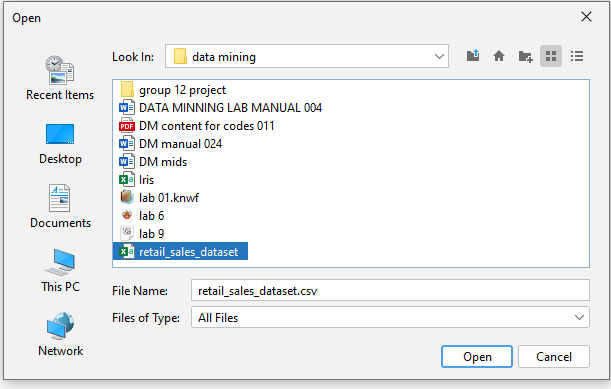 Open
Look In: data mining
Recent Items
Desktop
Documents
This PC
Network
group 12 project
DATA MINNING LAB MANUAL 004
PDF DM content for codes 011
DM manual 024
DM mids
Iris
lab 01.knwf
lab 6
lab 9
retail_sales_dataset
File Name: retail_sales_dataset.csv
Files of Type: All Files
Open Cancel